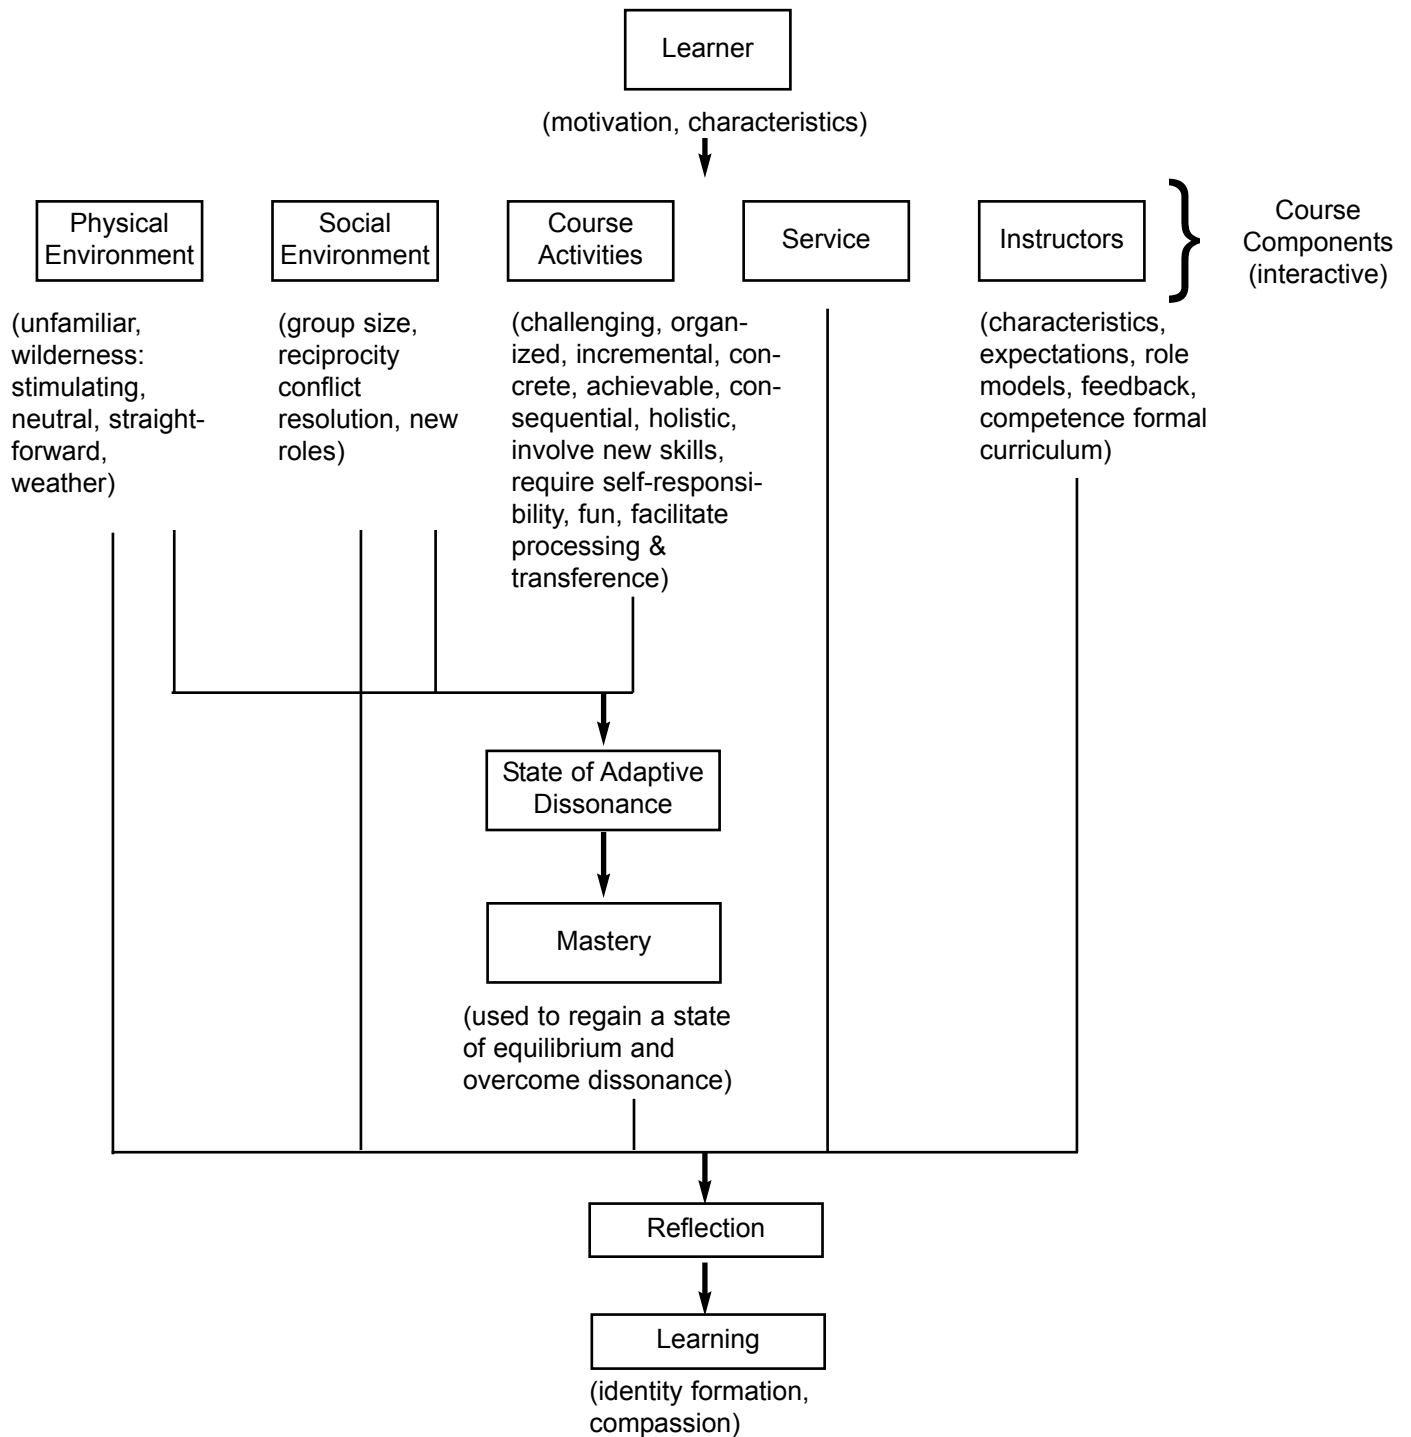 Learner
(motivation, characteristics)
Physical
Environment
Social
Environment
Course
Activities
Service
Instructors
}
Course
Components
(interactive)
(unfamiliar,
wilderness:
stimulating,
neutral, straight-
forward,
weather)
(group size,
reciprocity
conflict
resolution, new
roles)
(challenging, organ-
ized, incremental, con-
crete, achievable, con-
sequential, holistic,
involve new skills,
require self-responsi-
bility, fun, facilitate
processing &
transference)
(characteristics,
expectations, role
models, feedback,
competence formal
curriculum)
State of Adaptive
Dissonance
Mastery
(used to regain a state
of equilibrium and
overcome dissonance)
Reflection
Learning
(identity formation,
compassion)